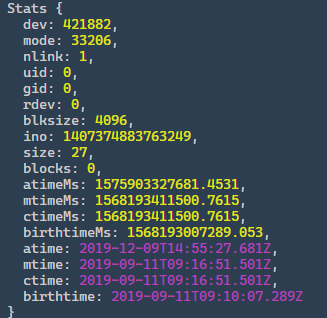 Stats {
  dev: 421882,
  mode: 33206,
  nlink: 1,
  uid: 0,
  gid: 0,
  rdev: 0,
  blksize: 4096,
  ino: 1407374883763249,
  size: 27,
  blocks: 0,
  atimeMs: 1575903327681.4531,
  mtimeMs: 1568193411500.7615,
  ctimeMs: 1568193411500.7615,
  birthtimeMs: 1568193007289.053,
  atime: 2019-12-09T14:55:27.681Z,
  mtime: 2019-09-11T09:16:51.501Z,
  ctime: 2019-09-11T09:16:51.501Z,
  birthtime: 2019-09-11T09:10:07.289Z
}